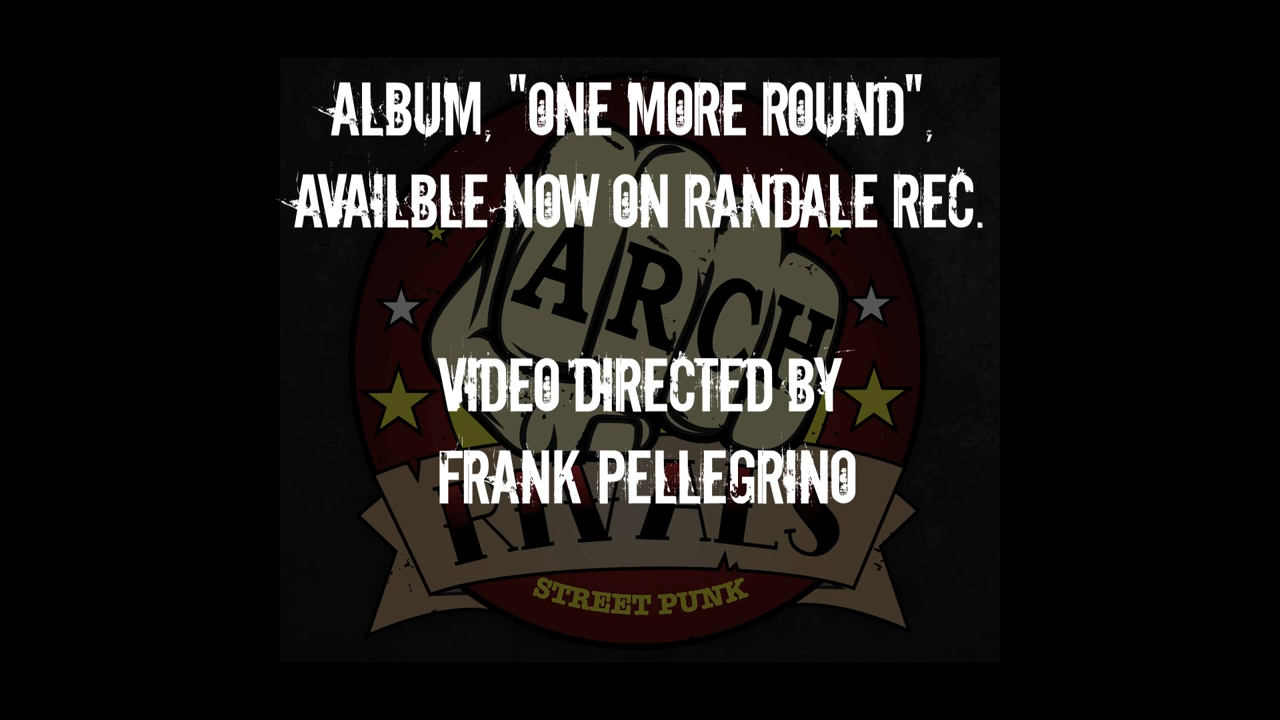 ALBUM, "ONE MORE ROUND",
AVAILBLE NOW ON RANDALE REC.
ARCH
VIDEO DIRECTED BY
FRANK PELLEGRINO
RIVALS
STREET PUNK